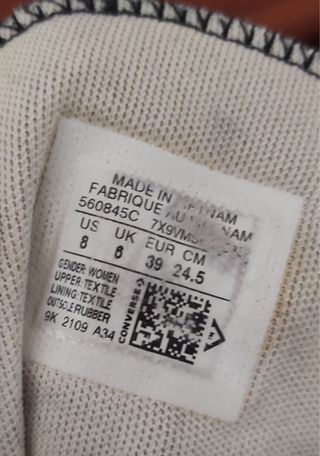 MADE IN VIETNAM
FABRIQUE AU VIETNAM
560845C
US UK EUR CM
8 8 39 24.5
GENDER: WOMEN
UPPER: TEXTILE
LINING: TEXTILE
OUTSOLE: RUBBER
9K 2109 A34
CONVERSE